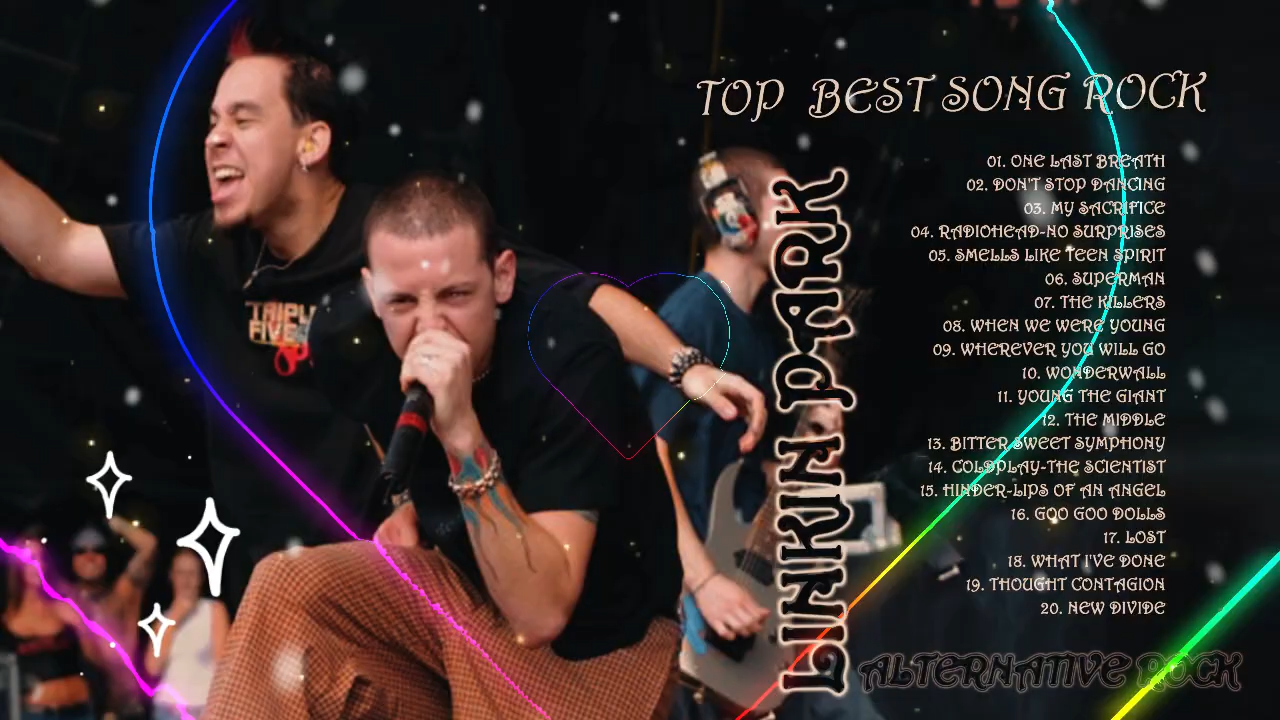 TOP BEST SONG ROCK
01. ONE LAST BREATH
02. DON'T STOP DANCING
03. MY SACRIFICE
04. RADIOHEAD-NO SURPRISES
05. SMELLS LIKE TEEN SPIRIT
06. SUPERMAN
07. THE KILLERS
08. WHEN WE WERE YOUNG
09. WHEREVER YOU WILL GO
10. WONDERWALL
11. YOUNG THE GIANT
12. THE MIDDLE
13. BITTER SWEET SYMPHONY
14. COLDPLAY-THE SCIENTIST
15. HINDER-LIPS OF AN ANGEL
16. GOO GOO DOLLS
17. LOST
18. WHAT I'VE DONE
19. THOUGHT CONTAGION
20. NEW DIVIDE
LINKIN PARK
ALTERNATIVE ROCK
TRIPLE
FIVE